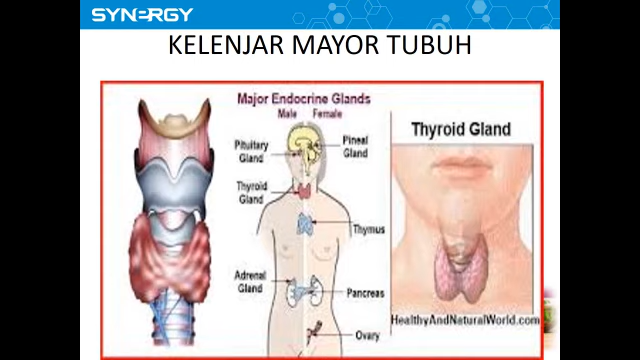 SYNERGY
KELENJAR MAYOR TUBUH
Major Endocrine Glands
Male Female
Pituitary
Gland
Pineal
Gland
Thyroid
Gland
Thymus
Adrenal
Gland
Pancreas
Ovary
Thyroid Gland
HealthyAndNaturalWorld.com